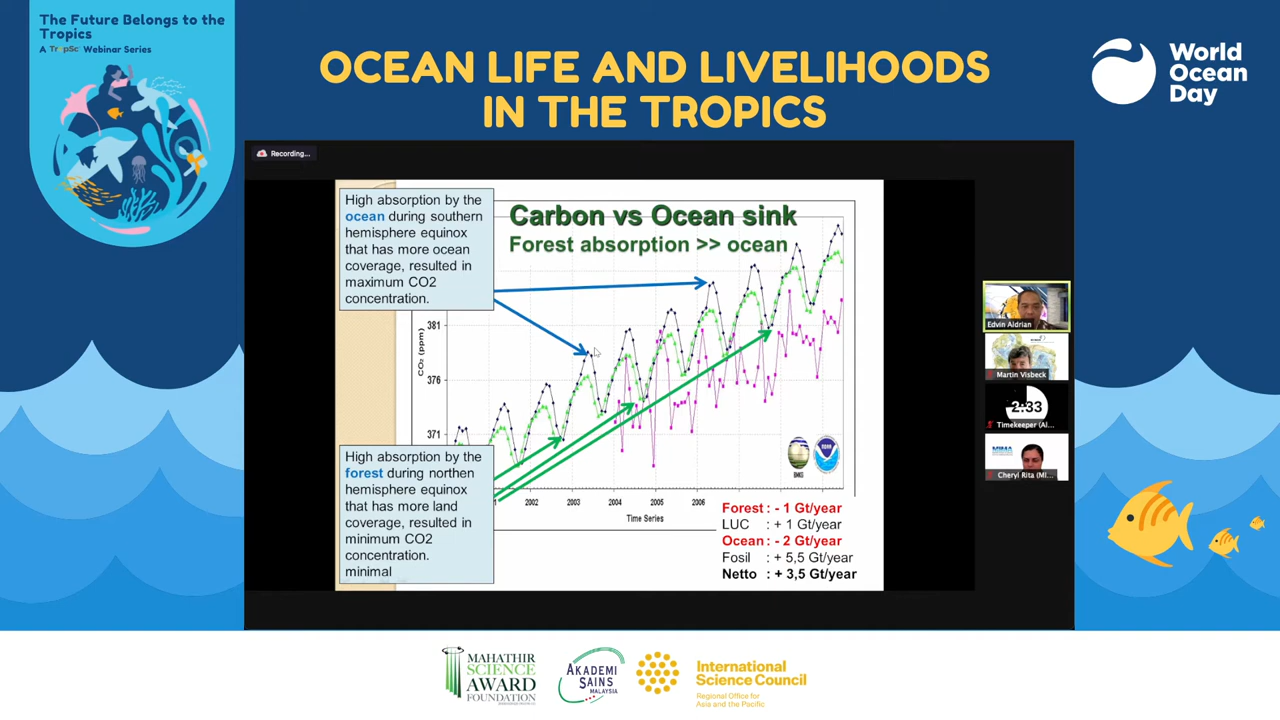 The Future Belongs to the
Tropics
A TropSc Webinar Series
OCEAN LIFE AND LIVELIHOODS
IN THE TROPICS
World
Ocean
Day
Recording...
High absorption by the
ocean during southern
hemisphere equinox
that has more ocean
coverage, resulted in
maximum CO2
concentration.
Carbon vs Ocean sink
Forest absorption >> ocean
381
376
371
CO2 (ppm)
High absorption by the
forest during northen
hemisphere equinox
that has more land
coverage, resulted in
minimum CO2
concentration.
minimal
2002 2003 2004 2005 2006
Time Series
BMKG
NOAA
Forest : - 1 Gt/year
LUC : + 1 Gt/year
Ocean : - 2 Gt/year
Fosil : + 5,5 Gt/year
Netto : + 3,5 Gt/year
Edvin Aldrian
Martin Visbeck
2:33
Timekeeper (Al...
Cheryl Rita (MI...
MAHATHIR
SCIENCE
AWARD
FOUNDATION
AKADEMI
SAINS
MALAYSIA
International
Science Council
Regional Office for
Asia and the Pacific